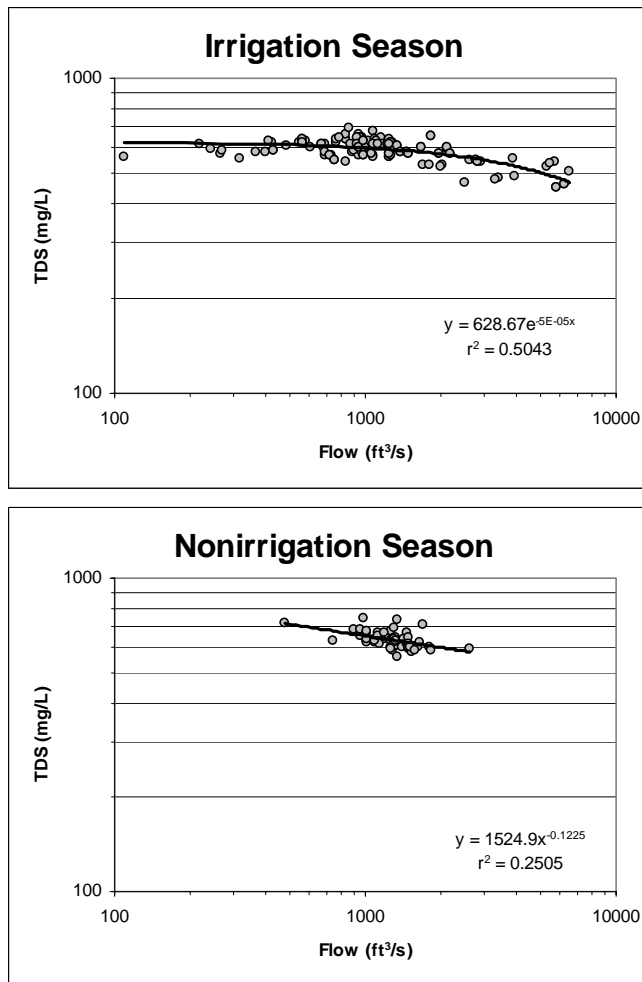 Irrigation Season
1000
TDS (mg/L)
y = 628.67e^-5E-05x
r² = 0.5043
100
100 1000 10000
Flow (ft³/s)
Nonirrigation Season
1000
TDS (mg/L)
y = 1524.9x^-0.1225
r² = 0.2505
100
100 1000 10000
Flow (ft³/s)